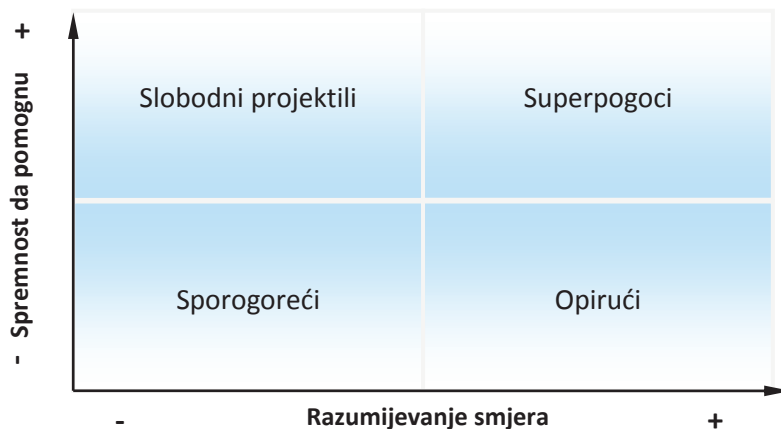 +
Spremnost da pomognu
-
Slobodni projektili
Superpogoci
Sporogoreći
Opirući
-
Razumijevanje smjera
+